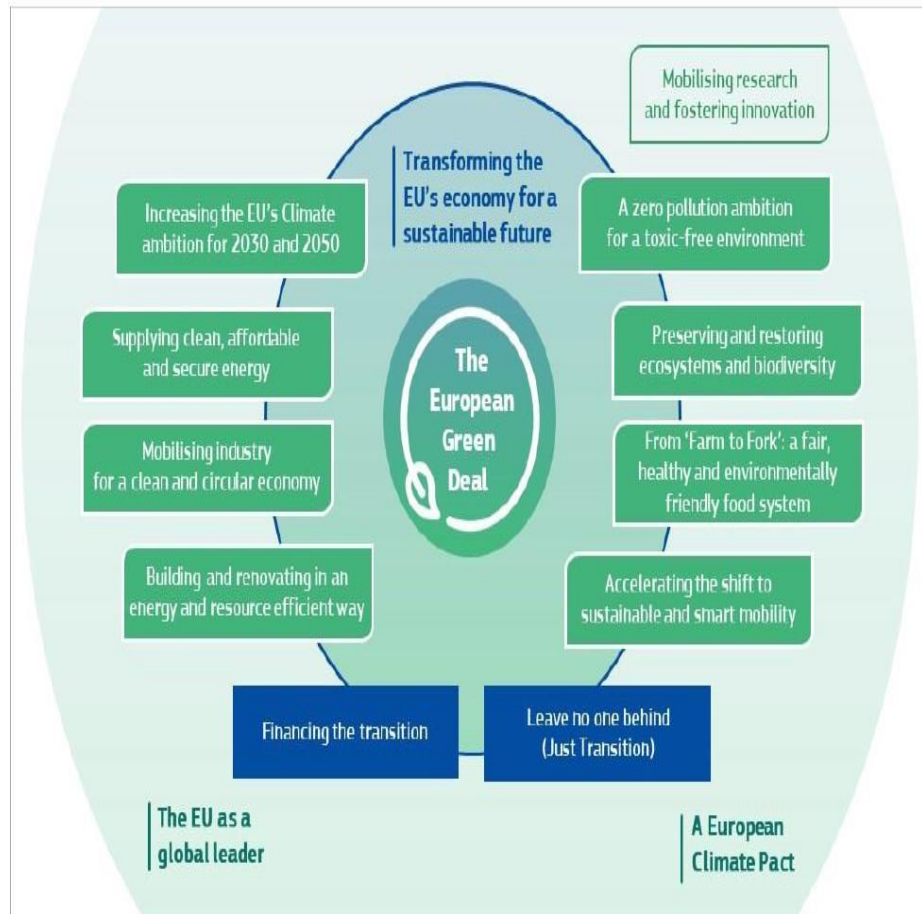 Mobilising research
and fostering innovation
Transforming the
EU's economy for a
sustainable future
Increasing the EU's Climate
ambition for 2030 and 2050
A zero pollution ambition
for a toxic-free environment
Supplying clean, affordable
and secure energy
Preserving and restoring
ecosystems and biodiversity
The
European
Green
Deal
Mobilising industry
for a clean and circular economy
From 'Farm to Fork': a fair,
healthy and environmentally
friendly food system
Building and renovating in an
energy and resource efficient way
Accelerating the shift to
sustainable and smart mobility
Financing the transition
Leave no one behind
(Just Transition)
The EU as a
global leader
A European
Climate Pact